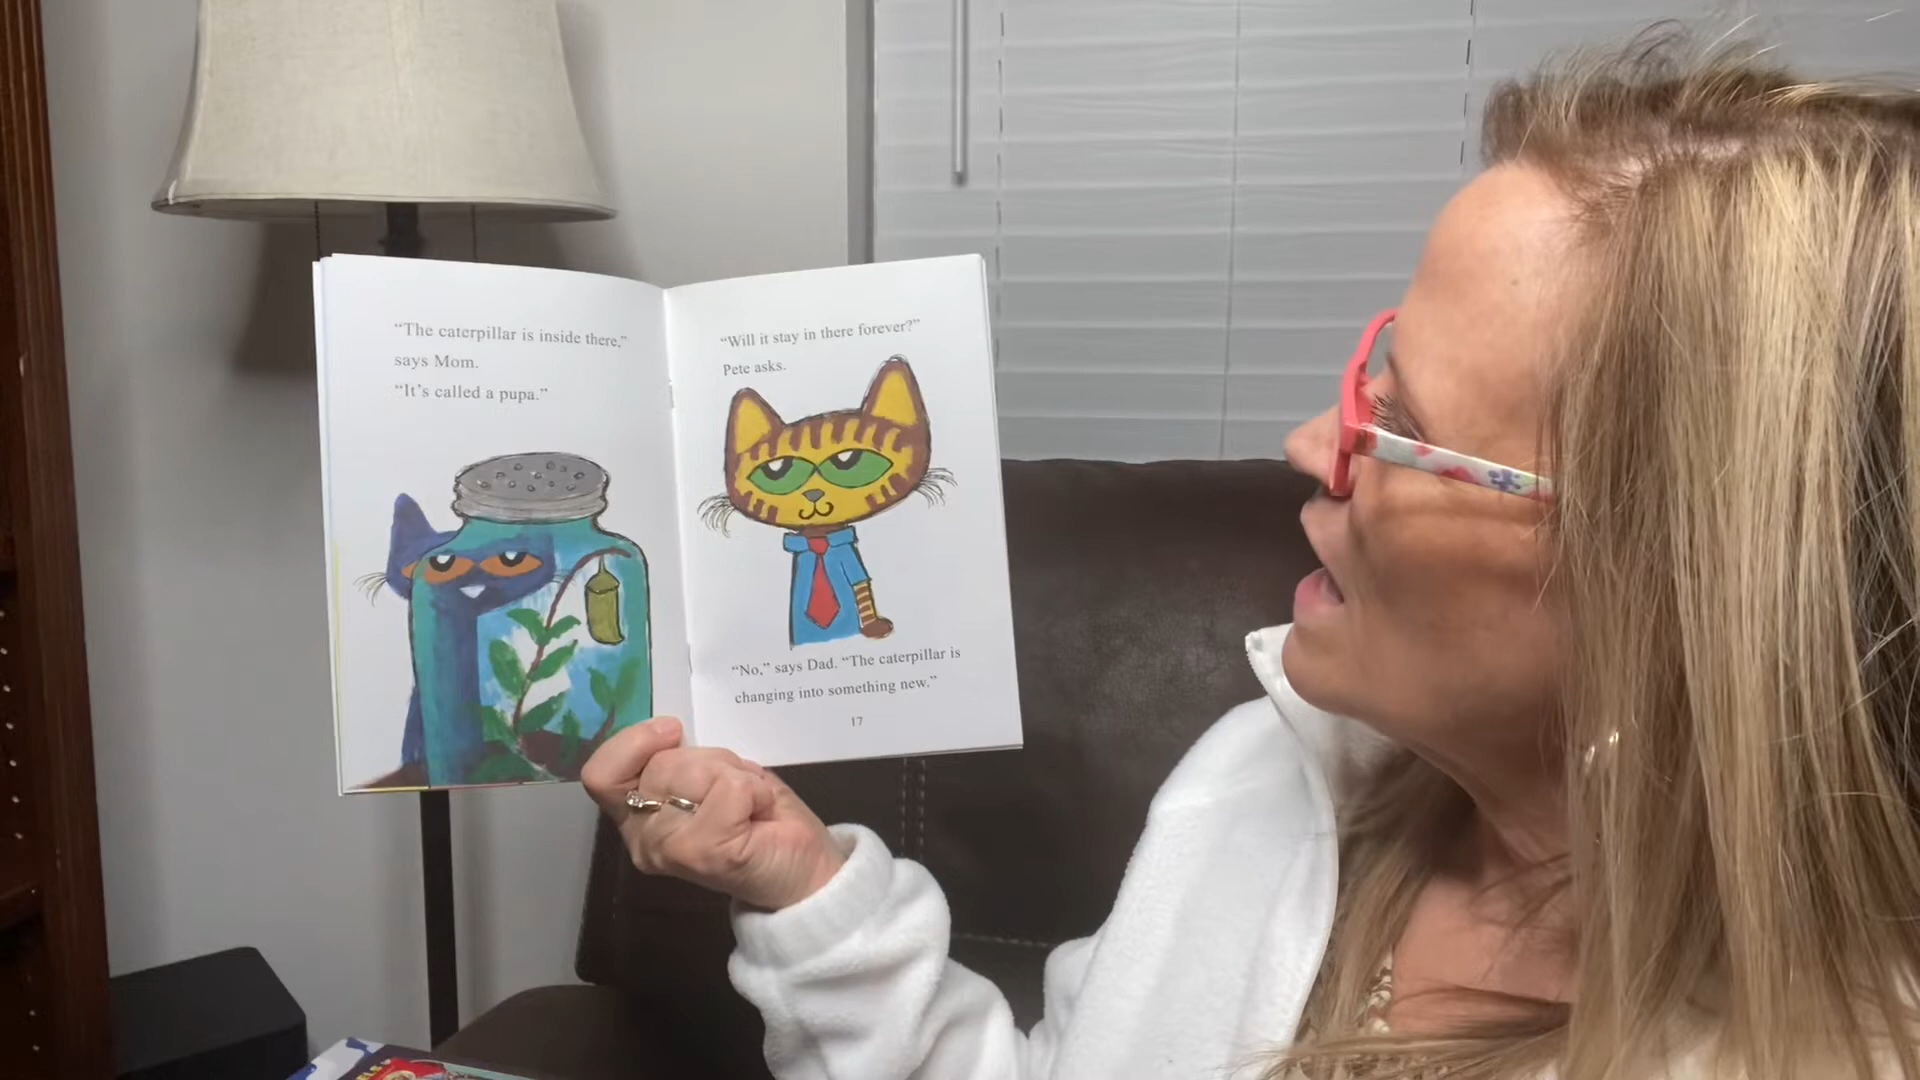 “The caterpillar is inside there,”
says Mom.
“It’s called a pupa.”
“Will it stay in there forever?”
Pete asks.
“No,” says Dad. “The caterpillar is
changing into something new.”
17